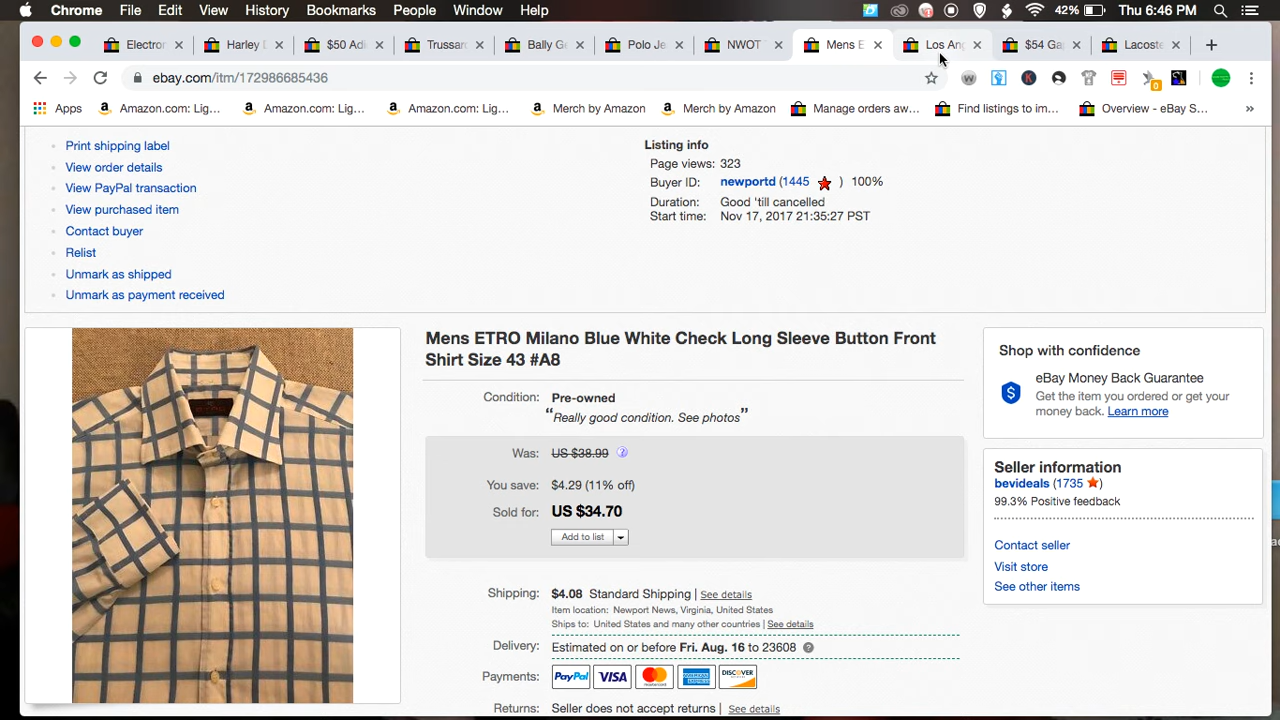 Chrome File Edit View History Bookmarks People Window Help 42% Thu 6:46 PM
Electron Harley D $50 Adi Trussar Bally Ge Polo Je NWOT Mens E Los Ang $54 Ga Lacoste
ebay.com/itm/172986685436
Apps Amazon.com: Lig... Amazon.com: Lig... Amazon.com: Lig... Merch by Amazon Merch by Amazon Manage orders aw... Find listings to im... Overview - eBay S... »
Print shipping label
View order details
View PayPal transaction
View purchased item
Contact buyer
Relist
Unmark as shipped
Unmark as payment received
Listing info
Page views: 323
Buyer ID: newportd (1445 ) 100%
Duration: Good 'till cancelled
Start time: Nov 17, 2017 21:35:27 PST
Mens ETRO Milano Blue White Check Long Sleeve Button Front
Shirt Size 43 #A8
Condition: Pre-owned
“Really good condition. See photos”
Was: US $38.99
You save: $4.29 (11% off)
Sold for: US $34.70
Add to list
Shipping: $4.08 Standard Shipping | See details
Item location: Newport News, Virginia, United States
Ships to: United States and many other countries | See details
Delivery: Estimated on or before Fri. Aug. 16 to 23608
Payments: PayPal VISA mastercard AMERICAN EXPRESS DISCOVER
Returns: Seller does not accept returns | See details
Shop with confidence
eBay Money Back Guarantee
Get the item you ordered or get your
money back. Learn more
Seller information
bevideals (1735 )
99.3% Positive feedback
Contact seller
Visit store
See other items